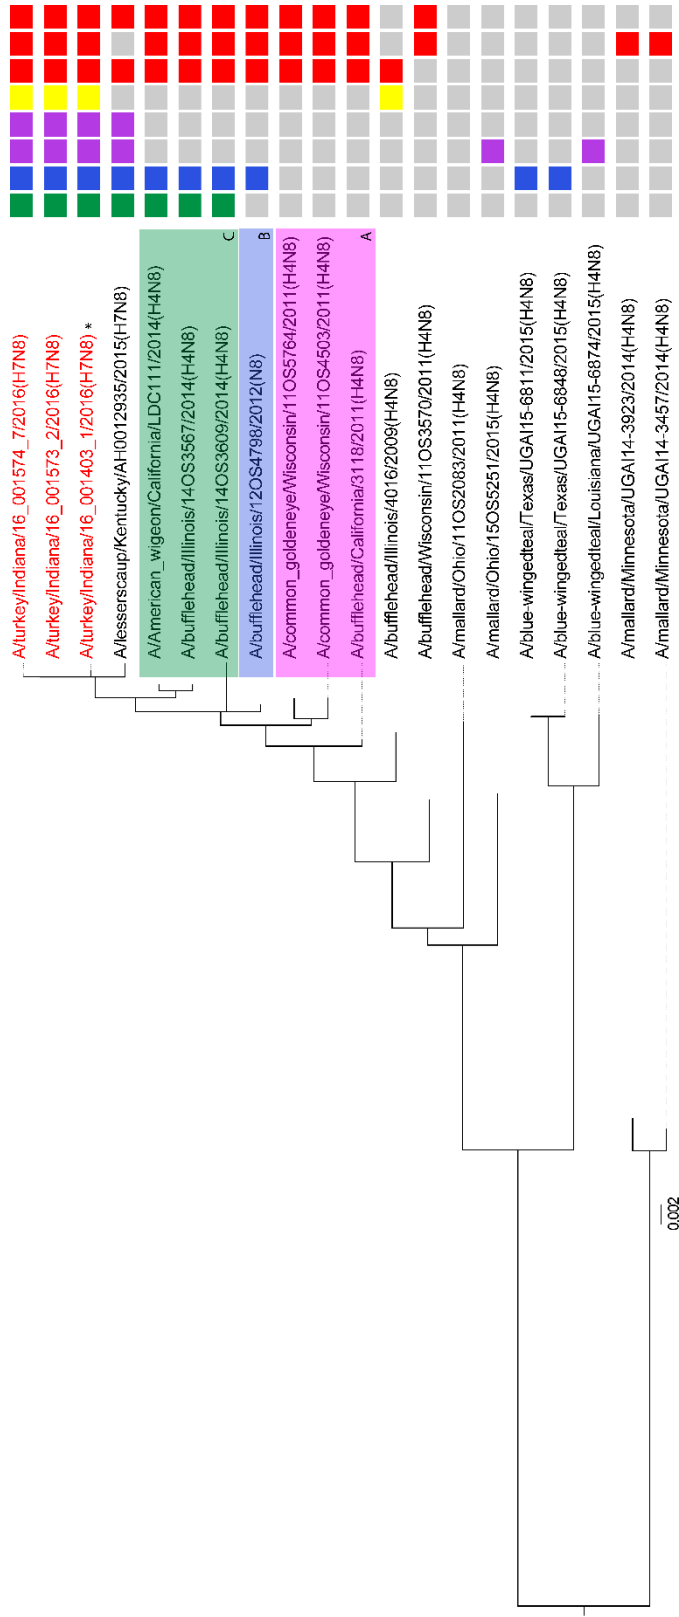 A/turkey/Indiana/16_001574_7/2016(H7N8)
A/turkey/Indiana/16_001573_2/2016(H7N8)
A/turkey/Indiana/16_001403_1/2016(H7N8) *
A/lesserscaup/Kentucky/AH0012935/2015(H7N8)
A/American_wigeon/California/LDC111/2014(H4N8)
A/bufflehead/Illinois/14OS3567/2014(H4N8)
A/bufflehead/Illinois/14OS3609/2014(H4N8)
C
A/bufflehead/Illinois/12OS4798/2012(N8)
B
A/common_goldeneye/Wisconsin/11OS5764/2011(H4N8)
A/common_goldeneye/Wisconsin/11OS4503/2011(H4N8)
A/bufflehead/California/3118/2011(H4N8)
A
A/bufflehead/Illinois/4016/2009(H4N8)
A/bufflehead/Wisconsin/11OS3570/2011(H4N8)
A/mallard/Ohio/11OS2083/2011(H4N8)
A/mallard/Ohio/15OS5251/2015(H4N8)
A/blue-wingedteal/Texas/UGAI15-6811/2015(H4N8)
A/blue-wingedteal/Texas/UGAI15-6848/2015(H4N8)
A/blue-wingedteal/Louisiana/UGAI15-6874/2015(H4N8)
A/mallard/Minnesota/UGAI14-3923/2014(H4N8)
A/mallard/Minnesota/UGAI14-3457/2014(H4N8)
0.002